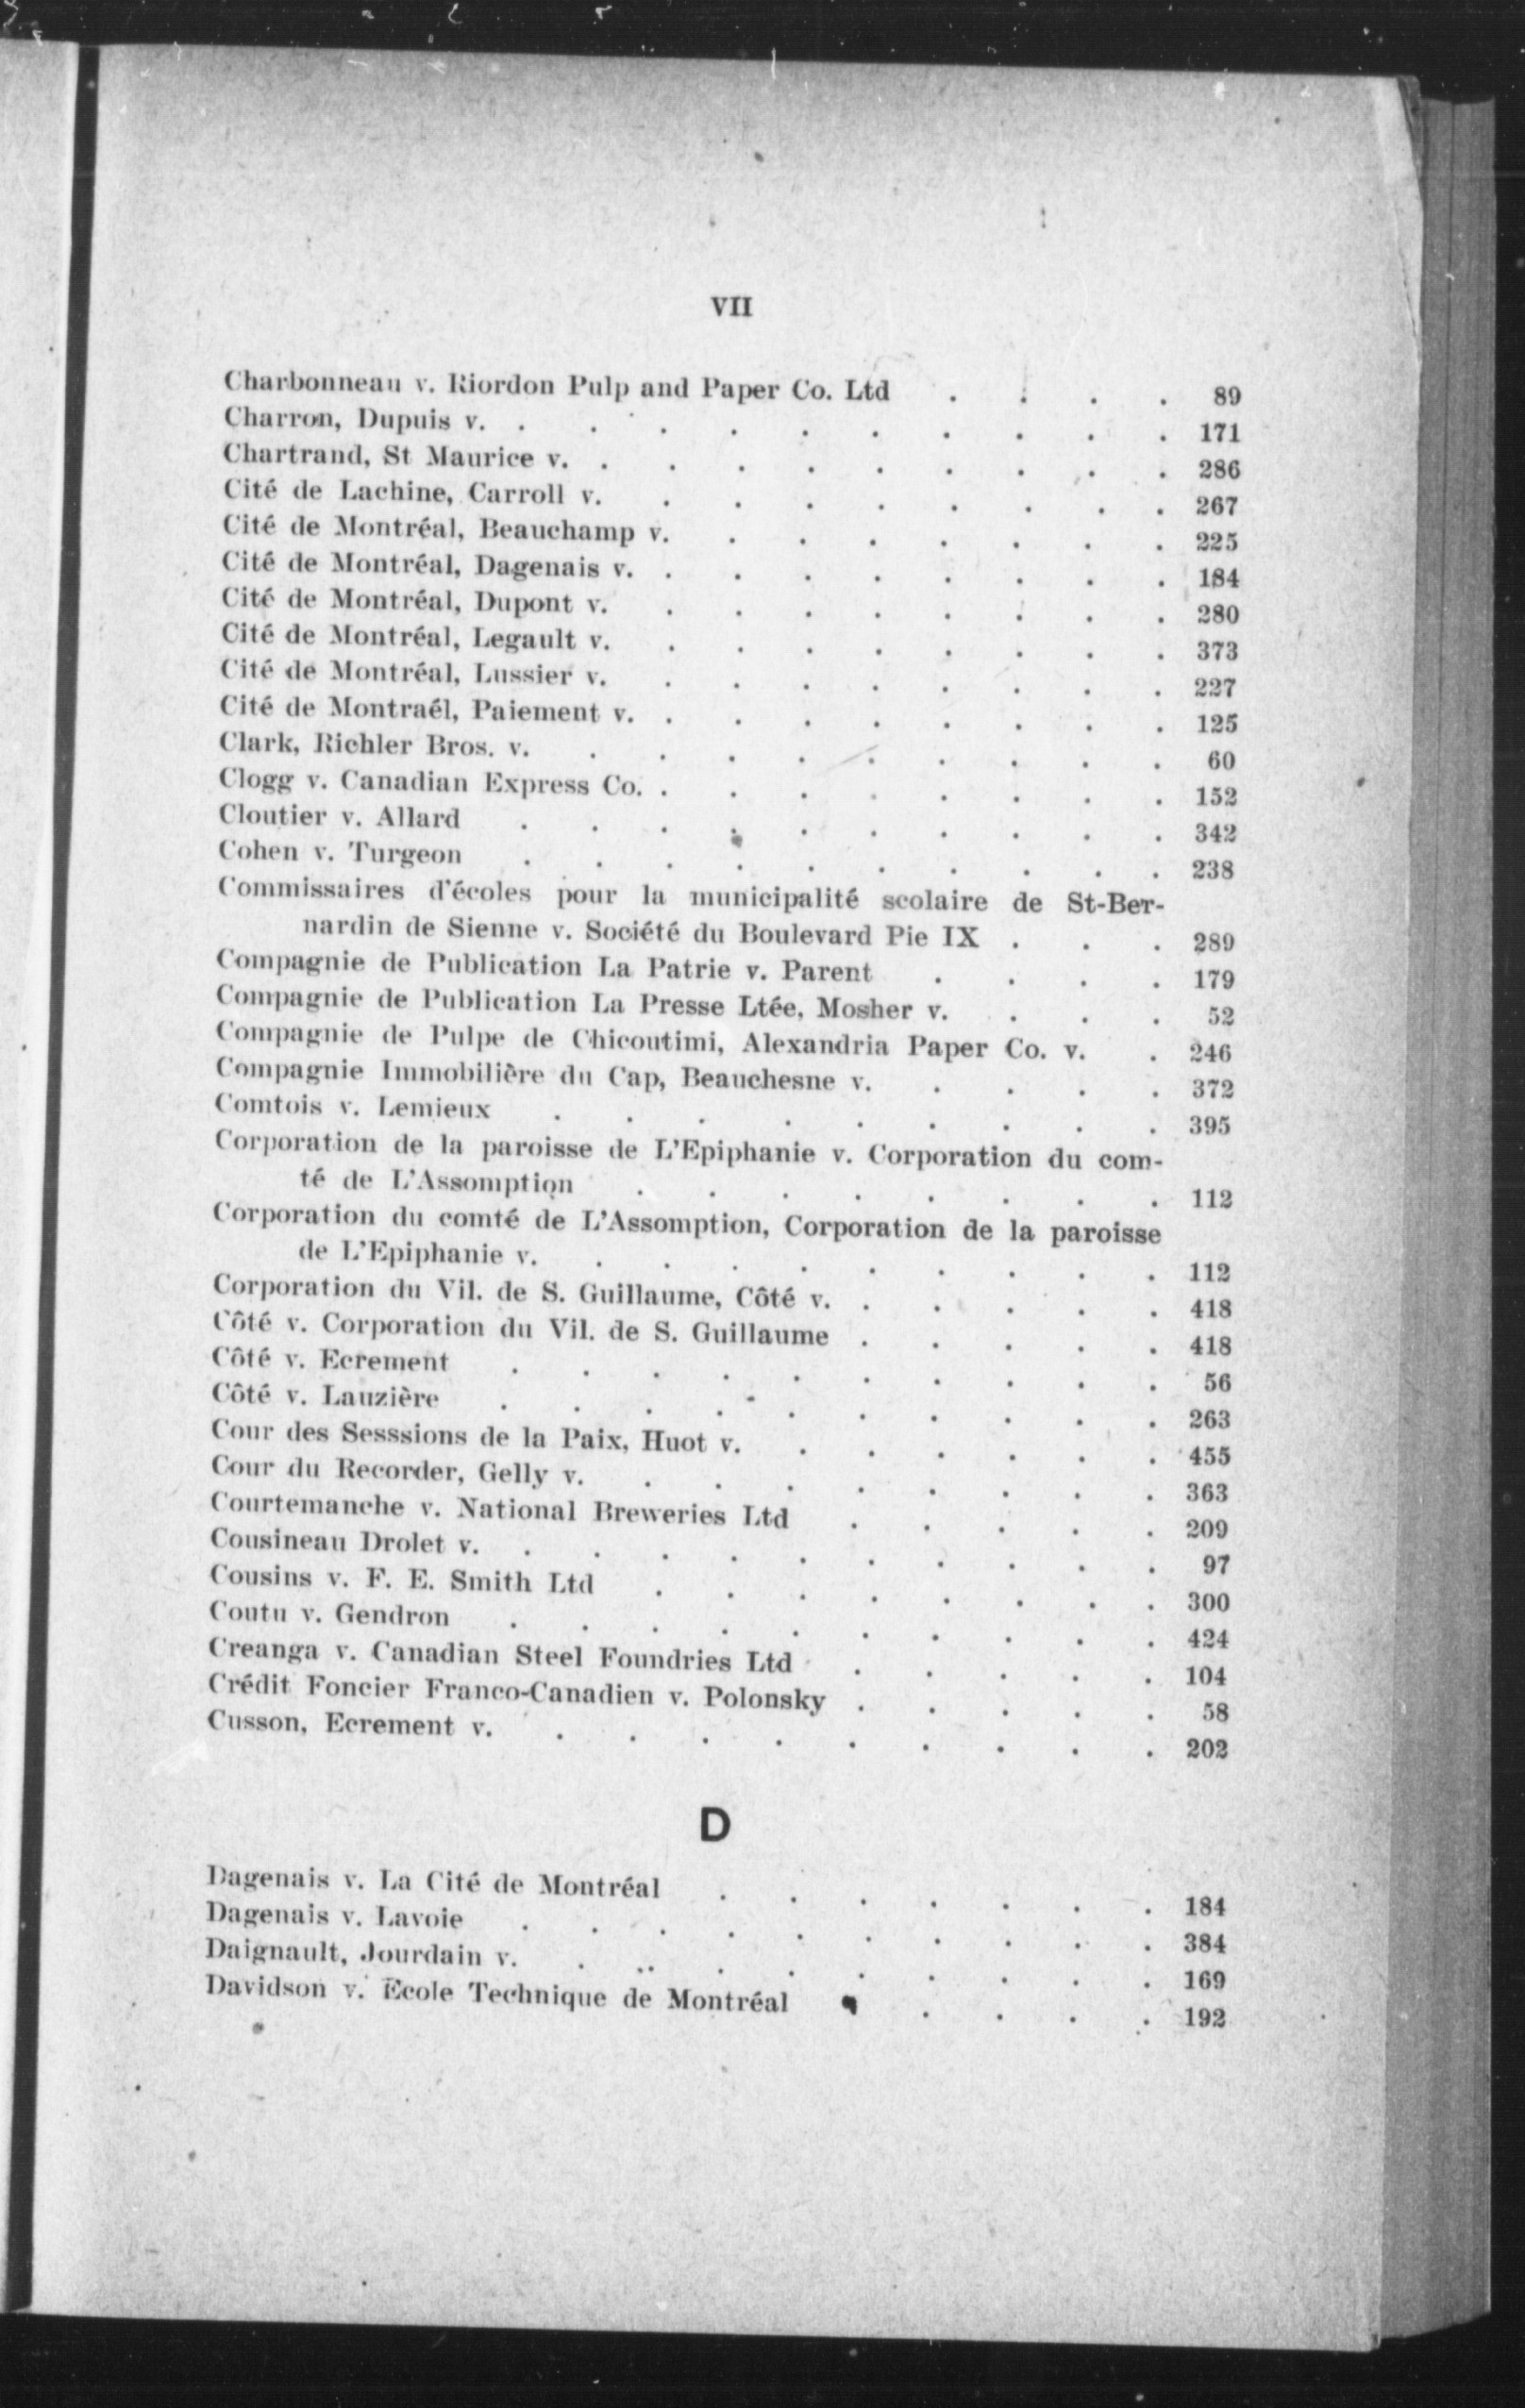 VII
Charbonneau v. Riordon Pulp and Paper Co. Ltd . . . . 89
Charron, Dupuis v. . . . . . . . . . . 171
Chartrand, St Maurice v. . . . . . . . . . 286
Cité de Lachine, Carroll v. . . . . . . . . 267
Cité de Montréal, Beauchamp v. . . . . . . . 225
Cité de Montréal, Dagenais v. . . . . . . . . 184
Cité de Montréal, Dupont v. . . . . . . . . 280
Cité de Montréal, Legault v. . . . . . . . . 373
Cité de Montréal, Lussier v. . . . . . . . . 227
Cité de Montraél, Paiement v. . . . . . . . . 125
Clark, Richler Bros. v. . . . . . . . . . 60
Clogg v. Canadian Express Co. . . . . . . . . 152
Cloutier v. Allard . . . . . . . . . . 342
Cohen v. Turgeon . . . . . . . . . . 238
Commissaires d'écoles pour la municipalité scolaire de St-Ber-
nardin de Sienne v. Société du Boulevard Pie IX . . . 289
Compagnie de Publication La Patrie v. Parent . . . . 179
Compagnie de Publication La Presse Ltée, Mosher v. . . . 52
Compagnie de Pulpe de Chicoutimi, Alexandria Paper Co. v. . 246
Compagnie Immobilière du Cap, Beauchesne v. . . . . 372
Comtois v. Lemieux . . . . . . . . . 395
Corporation de la paroisse de L'Epiphanie v. Corporation du com-
té de L'Assomption . . . . . . . . 112
Corporation du comté de L'Assomption, Corporation de la paroisse
de L'Epiphanie v. . . . . . . . . . 112
Corporation du Vil. de S. Guillaume, Côté v. . . . . . 418
Côté v. Corporation du Vil. de S. Guillaume . . . . . 418
Côté v. Ecrement . . . . . . . . . . 56
Côté v. Lauzière . . . . . . . . . . 263
Cour des Sesssions de la Paix, Huot v. . . . . . . 455
Cour du Recorder, Gelly v. . . . . . . . . 363
Courtemanche v. National Breweries Ltd . . . . . 209
Cousineau Drolet v. . . . . . . . . . . 97
Cousins v. F. E. Smith Ltd . . . . . . . . 300
Coutu v. Gendron . . . . . . . . . . 424
Creanga v. Canadian Steel Foundries Ltd . . . . . 104
Crédit Foncier Franco-Canadien v. Polonsky . . . . . 58
Cusson, Ecrement v. . . . . . . . . . 202
D
Dagenais v. La Cité de Montréal . . . . . . . 184
Dagenais v. Lavoie . . . . . . . . . . 384
Daignault, Jourdain v. . . . . . . . . . 169
Davidson v. Ecole Technique de Montréal . . . . 192